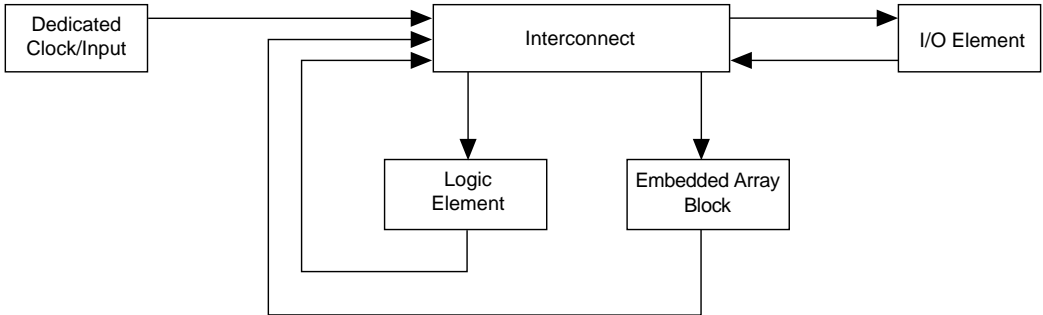 Dedicated
Clock/Input
Interconnect
I/O Element
Logic
Element
Embedded Array
Block